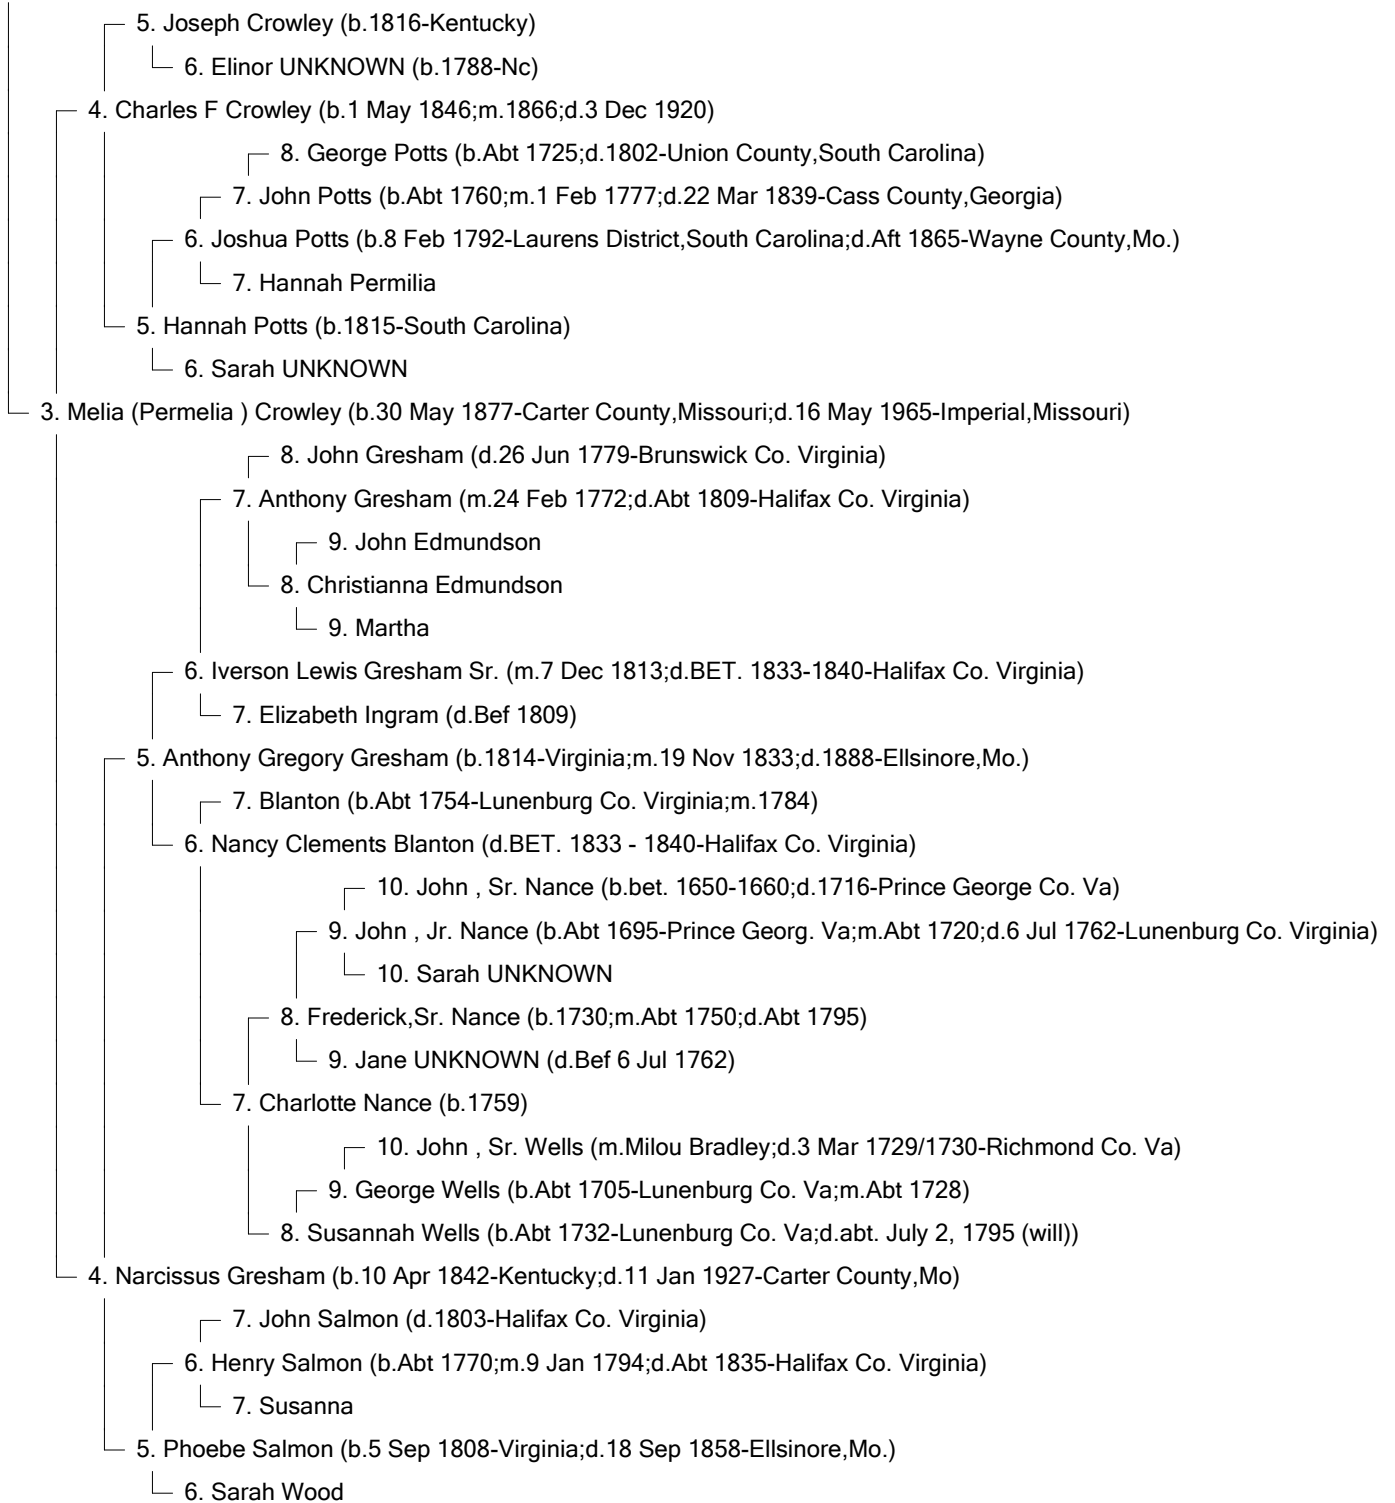 5. Joseph Crowley (b.1816-Kentucky)
6. Elinor UNKNOWN (b.1788-Nc)
4. Charles F Crowley (b.1 May 1846;m.1866;d.3 Dec 1920)
8. George Potts (b.Abt 1725;d.1802-Union County,South Carolina)
7. John Potts (b.Abt 1760;m.1 Feb 1777;d.22 Mar 1839-Cass County,Georgia)
6. Joshua Potts (b.8 Feb 1792-Laurens District,South Carolina;d.Aft 1865-Wayne County,Mo.)
7. Hannah Permilia
5. Hannah Potts (b.1815-South Carolina)
6. Sarah UNKNOWN
3. Melia (Permelia ) Crowley (b.30 May 1877-Carter County,Missouri;d.16 May 1965-Imperial,Missouri)
8. John Gresham (d.26 Jun 1779-Brunswick Co. Virginia)
7. Anthony Gresham (m.24 Feb 1772;d.Abt 1809-Halifax Co. Virginia)
9. John Edmundson
8. Christianna Edmundson
9. Martha
6. Iverson Lewis Gresham Sr. (m.7 Dec 1813;d.BET. 1833-1840-Halifax Co. Virginia)
7. Elizabeth Ingram (d.Bef 1809)
5. Anthony Gregory Gresham (b.1814-Virginia;m.19 Nov 1833;d.1888-Ellsinore,Mo.)
7. Blanton (b.Abt 1754-Lunenburg Co. Virginia;m.1784)
6. Nancy Clements Blanton (d.BET. 1833 - 1840-Halifax Co. Virginia)
10. John , Sr. Nance (b.bet. 1650-1660;d.1716-Prince George Co. Va)
9. John , Jr. Nance (b.Abt 1695-Prince Georg. Va;m.Abt 1720;d.6 Jul 1762-Lunenburg Co. Virginia)
10. Sarah UNKNOWN
8. Frederick,Sr. Nance (b.1730;m.Abt 1750;d.Abt 1795)
9. Jane UNKNOWN (d.Bef 6 Jul 1762)
7. Charlotte Nance (b.1759)
10. John , Sr. Wells (m.Milou Bradley;d.3 Mar 1729/1730-Richmond Co. Va)
9. George Wells (b.Abt 1705-Lunenburg Co. Va;m.Abt 1728)
8. Susannah Wells (b.Abt 1732-Lunenburg Co. Va;d.abt. July 2, 1795 (will))
4. Narcissus Gresham (b.10 Apr 1842-Kentucky;d.11 Jan 1927-Carter County,Mo)
7. John Salmon (d.1803-Halifax Co. Virginia)
6. Henry Salmon (b.Abt 1770;m.9 Jan 1794;d.Abt 1835-Halifax Co. Virginia)
7. Susanna
5. Phoebe Salmon (b.5 Sep 1808-Virginia;d.18 Sep 1858-Ellsinore,Mo.)
6. Sarah Wood